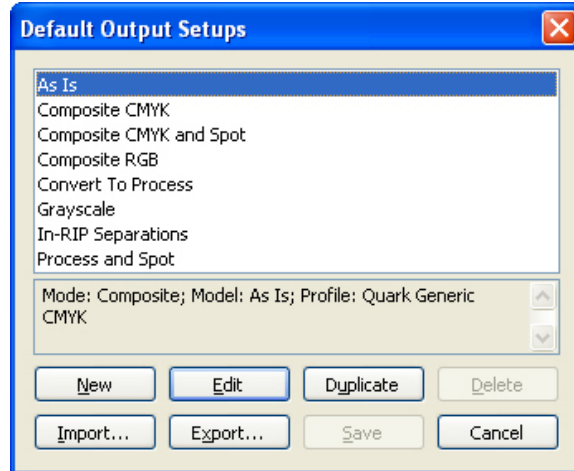 Default Output Setups
As Is
Composite CMYK
Composite CMYK and Spot
Composite RGB
Convert To Process
Grayscale
In-RIP Separations
Process and Spot
Mode: Composite; Model: As Is; Profile: Quark Generic
CMYK
New Edit Duplicate Delete
Import... Export... Save Cancel